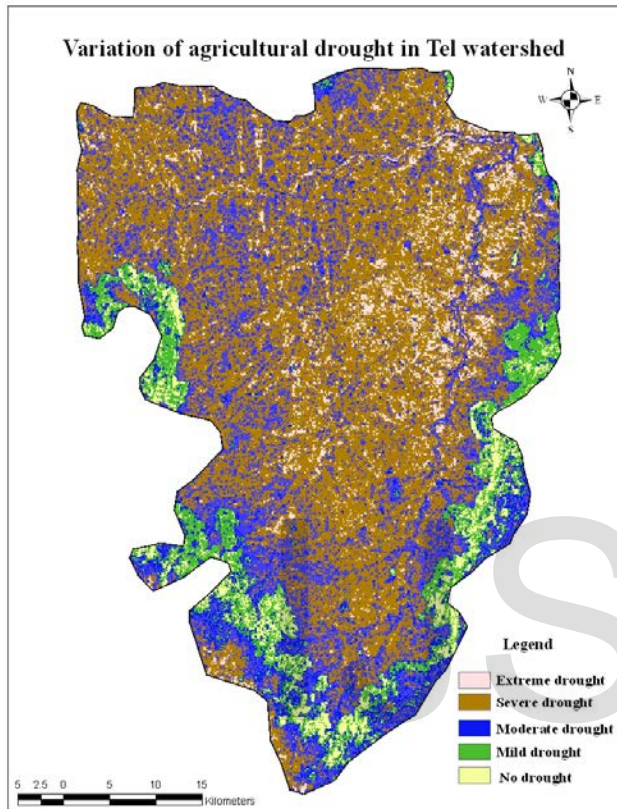 Variation of agricultural drought in Tel watershed
N
W E
S
Legend
Extreme drought
Severe drought
Moderate drought
Mild drought
No drought
5 2.5 0 5 10 15
Kilometers